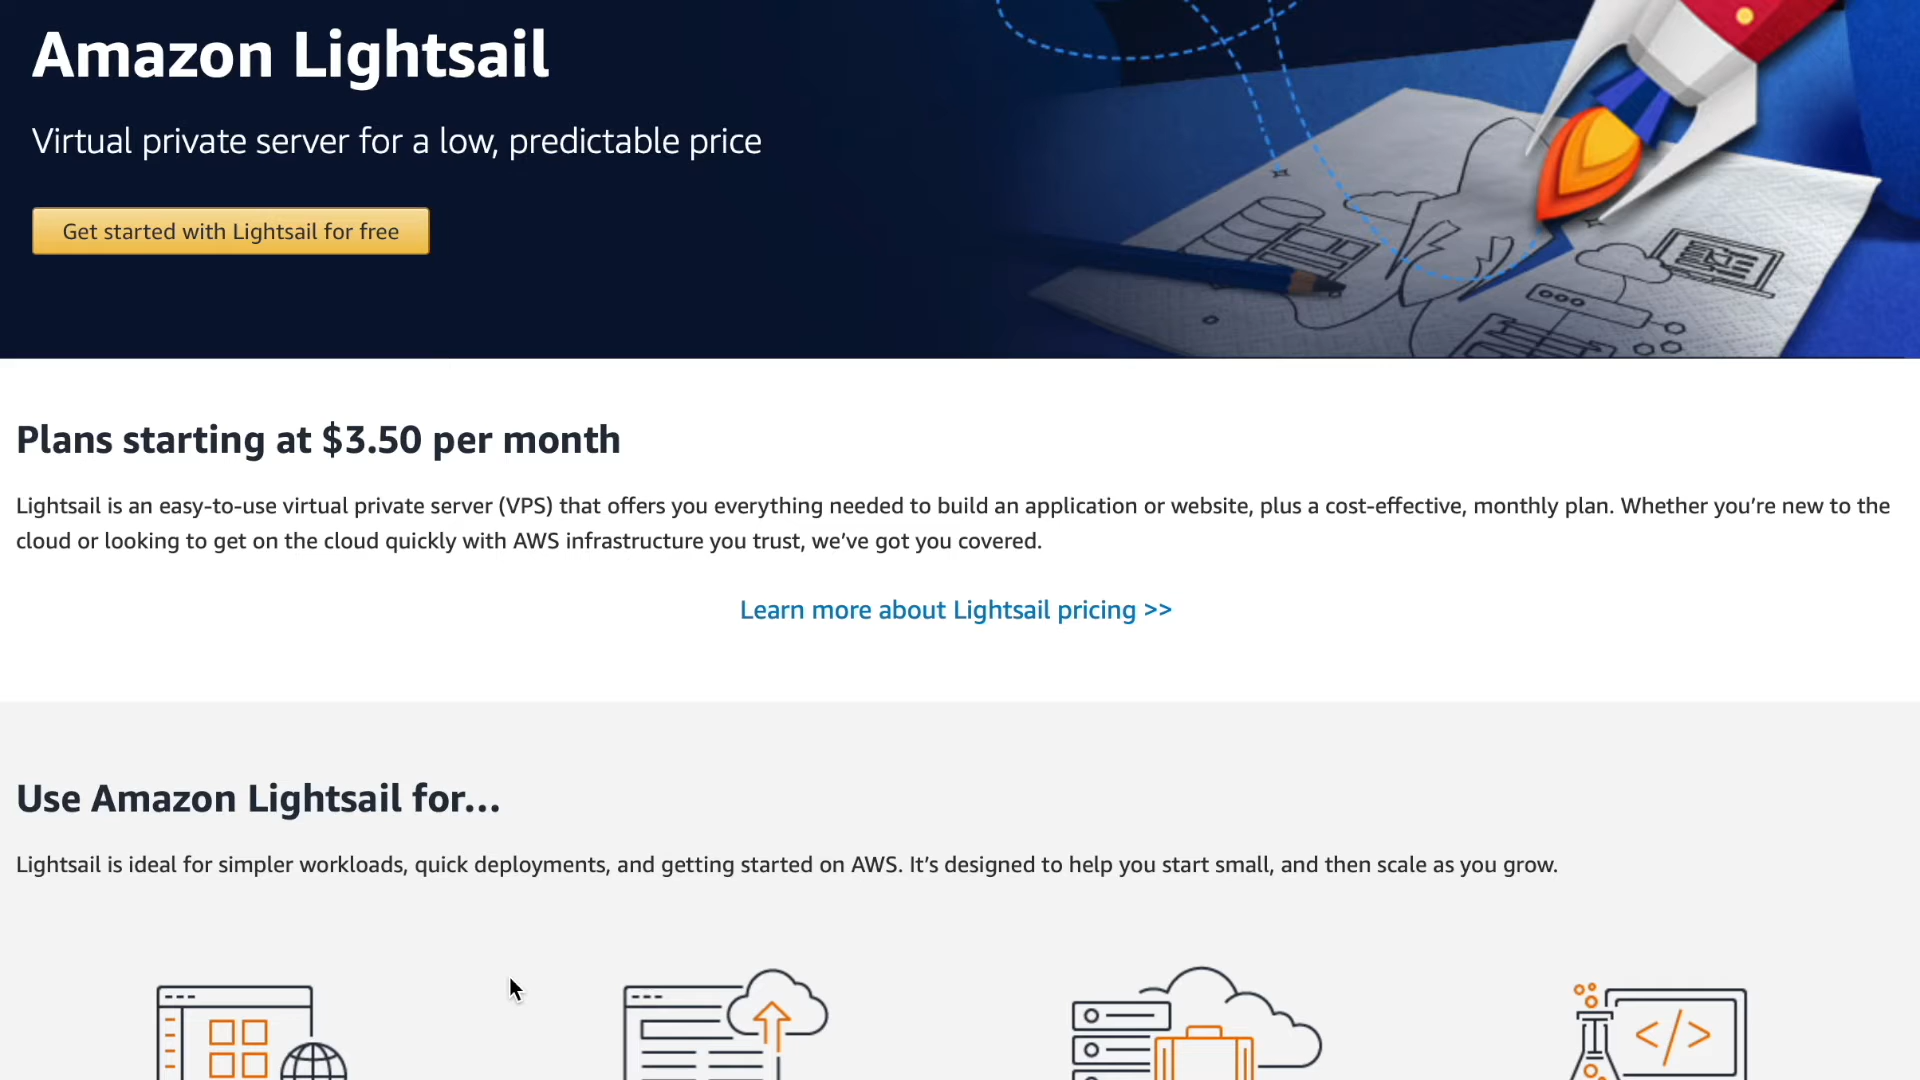 Amazon Lightsail
Virtual private server for a low, predictable price
Get started with Lightsail for free
Plans starting at $3.50 per month
Lightsail is an easy-to-use virtual private server (VPS) that offers you everything needed to build an application or website, plus a cost-effective, monthly plan. Whether you’re new to the
cloud or looking to get on the cloud quickly with AWS infrastructure you trust, we’ve got you covered.
Learn more about Lightsail pricing >>
Use Amazon Lightsail for...
Lightsail is ideal for simpler workloads, quick deployments, and getting started on AWS. It’s designed to help you start small, and then scale as you grow.
</>